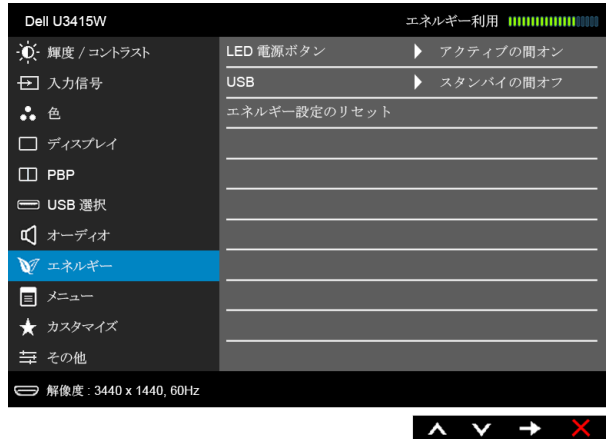 Dell U3415W エネルギー利用
輝度 / コントラスト
入力信号
色
ディスプレイ
PBP
USB 選択
オーディオ
エネルギー
メニュー
カスタマイズ
その他
LED 電源ボタン アクティブの間オン
USB スタンバイの間オフ
エネルギー設定のリセット
解像度 : 3440 x 1440, 60Hz